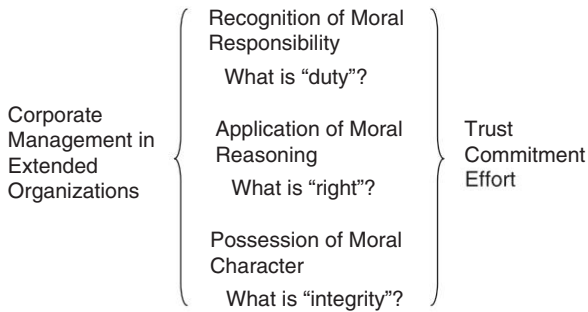 Corporate
Management in
Extended
Organizations
Recognition of Moral
Responsibility
What is “duty”?
Application of Moral
Reasoning
What is “right”?
Possession of Moral
Character
What is “integrity”?
Trust
Commitment
Effort